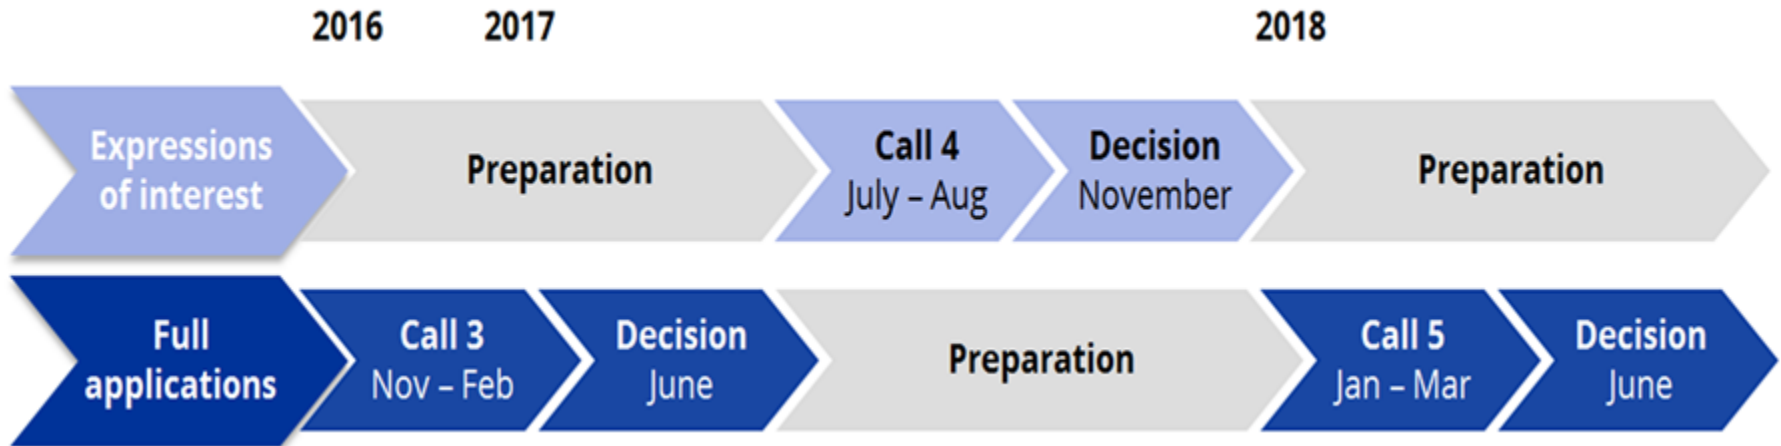 2016 2017 2018
Expressions
of interest
Preparation
Call 4
July – Aug
Decision
November
Preparation
Full
applications
Call 3
Nov – Feb
Decision
June
Preparation
Call 5
Jan – Mar
Decision
June